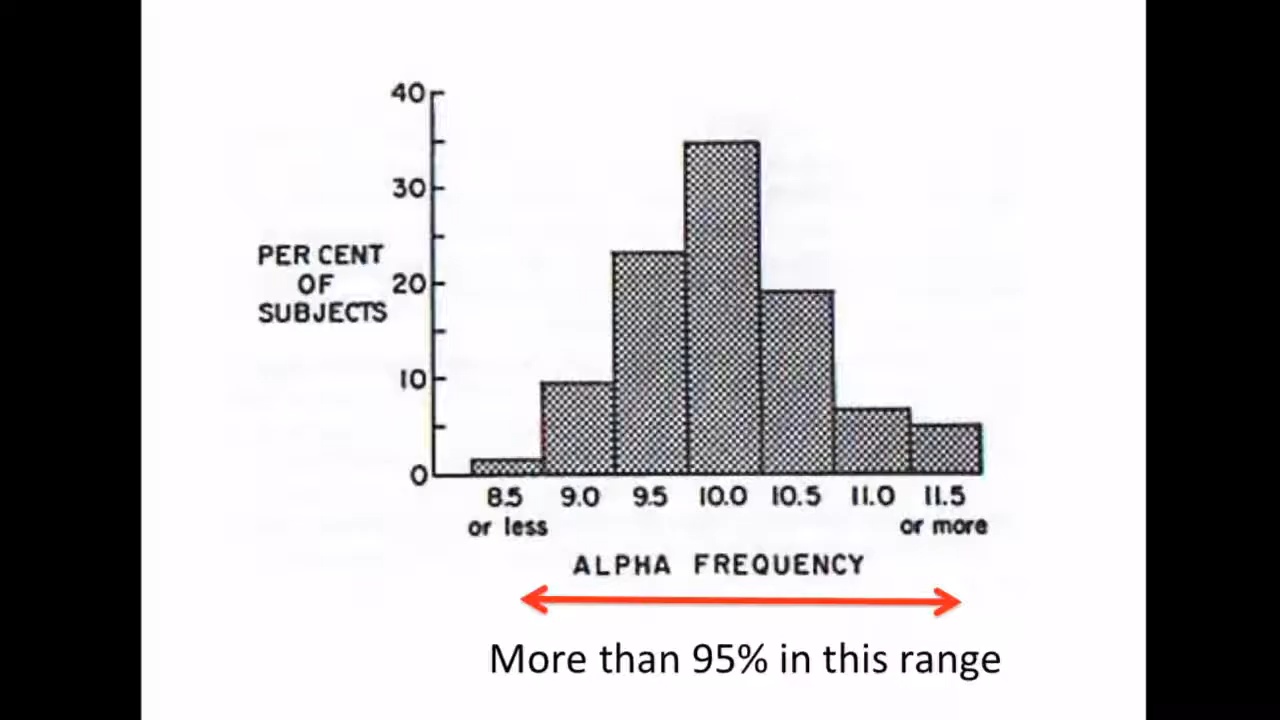 40
30
PER CENT
OF
SUBJECTS
20
10
0
8.5 9.0 9.5 10.0 10.5 11.0 11.5
or less or more
ALPHA FREQUENCY
More than 95% in this range